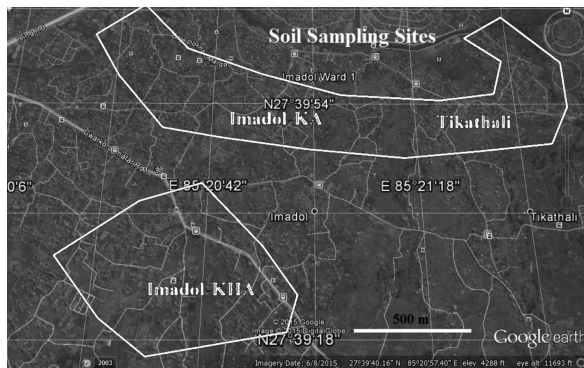 Soil Sampling Sites
Imadol Ward 1
N27°39'54"
Imadol KA
Tikathali
0'6"
E 85°20'42"
E 85°21'18"
Imadol
Tikathali
Imadol KHA
© 2015 Google
Image © 2015 DigitalGlobe
500 m
N27°39'18"
Google earth
2003
Imagery Date: 6/8/2015
27°39'40.16" N
85°20'57.40" E
elev 4288 ft
eye alt 11693 ft